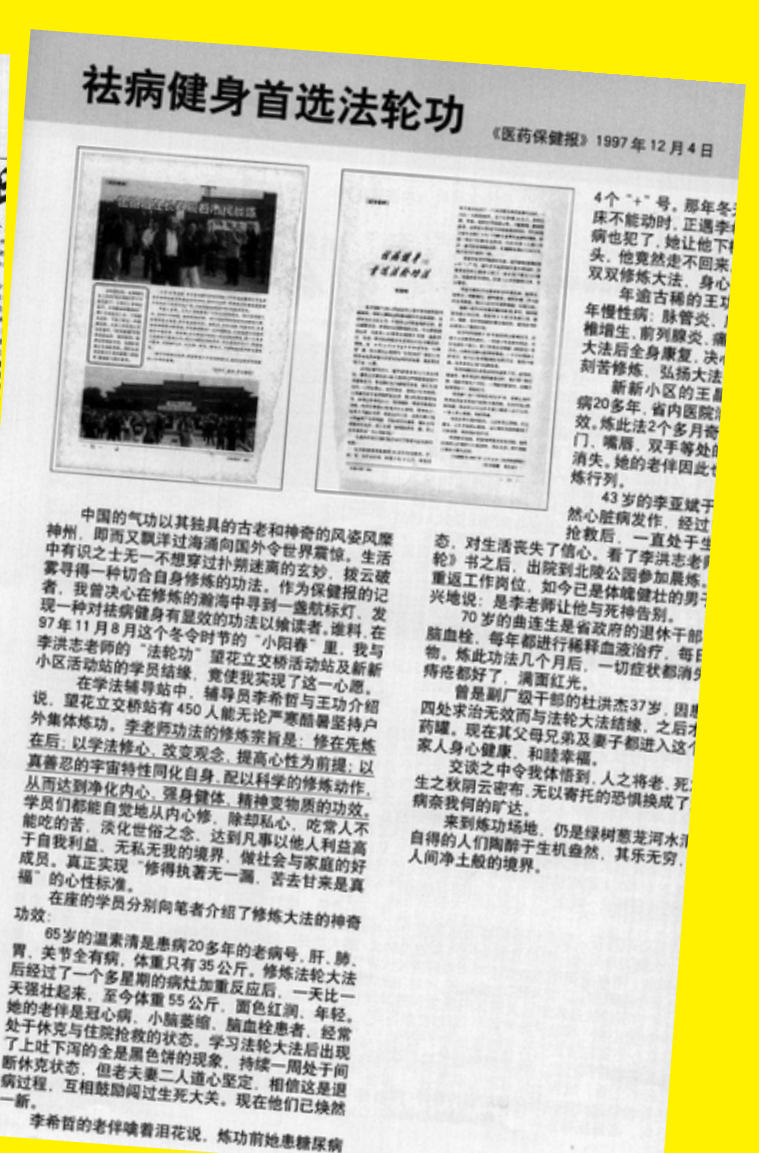 祛病健身首选法轮功
《医药保健报》1997年12月4日
祛病健身
首选法轮功法
中国的气功以其独具的古老和神奇的风姿风靡
神州，即而又飘洋过海涌向国外令世界震惊。生活
中有识之士无一不想穿过扑朔迷离的玄妙，拨云破
雾寻得一种切合自身修炼的功法。作为保健报的记
者，我曾决心在修炼的瀚海中寻到一盏航标灯，发
现一种对祛病健身有显效的功法以飨读者。谁料，在
97年11月8月这个冬令时节的“小阳春”里，我与
李洪志老师的“法轮功”望花立交桥活动站及新新
小区活动站的学员结缘，竟使我实现了这一心愿。
在学法辅导站中，辅导员李希哲与王功介绍
说，望花立交桥站有450人能无论严寒酷暑坚持户
外集体炼功。李老师功法的修炼宗旨是：修在先炼
在后；以学法修心，改变观念，提高心性为前提；以
真善忍的宇宙特性同化自身，配以科学的修炼动作，
从而达到净化内心，强身健体，精神变物质的功效。
学员们都能自觉地从内心修，除却私心，吃常人不
能吃的苦，淡化世俗之念，达到凡事以他人利益高
于自我利益，无私无我的境界，做社会与家庭的好
成员。真正实现“修得执著无一漏，苦去甘来是真
福”的心性标准。
在座的学员分别向笔者介绍了修炼大法的神奇
功效：
65岁的温素清是患病20多年的老病号，肝、肺、
胃、关节全有病，体重只有35公斤。修炼法轮大法
后经过了一个多星期的病灶加重反应后，一天比一
天强壮起来，至今体重55公斤，面色红润、年轻。
她的老伴是冠心病，小脑萎缩，脑血栓患者，经常
处于休克与住院抢救的状态。学习法轮大法后出现
了上吐下泻的全是黑色饼的现象，持续一周处于间
断休克状态，但老夫妻二人道心坚定，相信这是退
病过程，互相鼓励闯过生死大关。现在他们已焕然
一新。
李希哲的老伴噙着泪花说，炼功前她患糖尿病
4个“+”号。那年冬
床不能动时，正遇李
病也犯了，她让他下
头，他竟然走不回来
双双修炼大法，身心
年逾古稀的王功
年慢性病：脉管炎、
椎增生、前列腺炎、痛
大法后全身康复，决
刻苦修炼、弘扬大法
新新小区的王
病20多年，省内医院
效。炼此法2个多月奇
门、嘴唇、双手等处的
消失。她的老伴因此也
炼行列。
43岁的李亚斌于
然心脏病发作，经过
抢救后，一直处于生
态，对生活丧失了信心。看了李洪志老师
轮》书之后，出院到北陵公园参加晨炼。
重返工作岗位，如今已是体魄健壮的男子
兴地说：是李老师让他与死神告别。
70岁的曲连生是省政府的退休干部
脑血栓，每年都进行稀释血液治疗，每日
物。炼此功法几个月后，一切症状都消失
痔疮都好了，满面红光。
曾是副厂级干部的杜洪杰37岁，因患
四处求治无效而与法轮大法结缘，之后才
药罐。现在其父母兄弟及妻子都进入这个
家人身心健康、和睦幸福。
交谈之中令我体悟到，人之将老、死
生之秋阴云密布，无以寄托的恐惧换成了
病奈我何的旷达。
来到炼功场地，仍是绿树葱茏河水
自得的人们陶醉于生机盎然，其乐无穷，
人间净土般的境界。